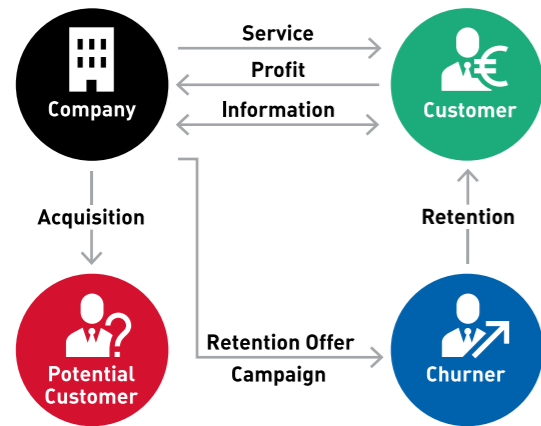 Service
Profit
Information
Company
Customer
Acquisition
Retention
Retention Offer
Campaign
Potential
Customer
Churner
€
?